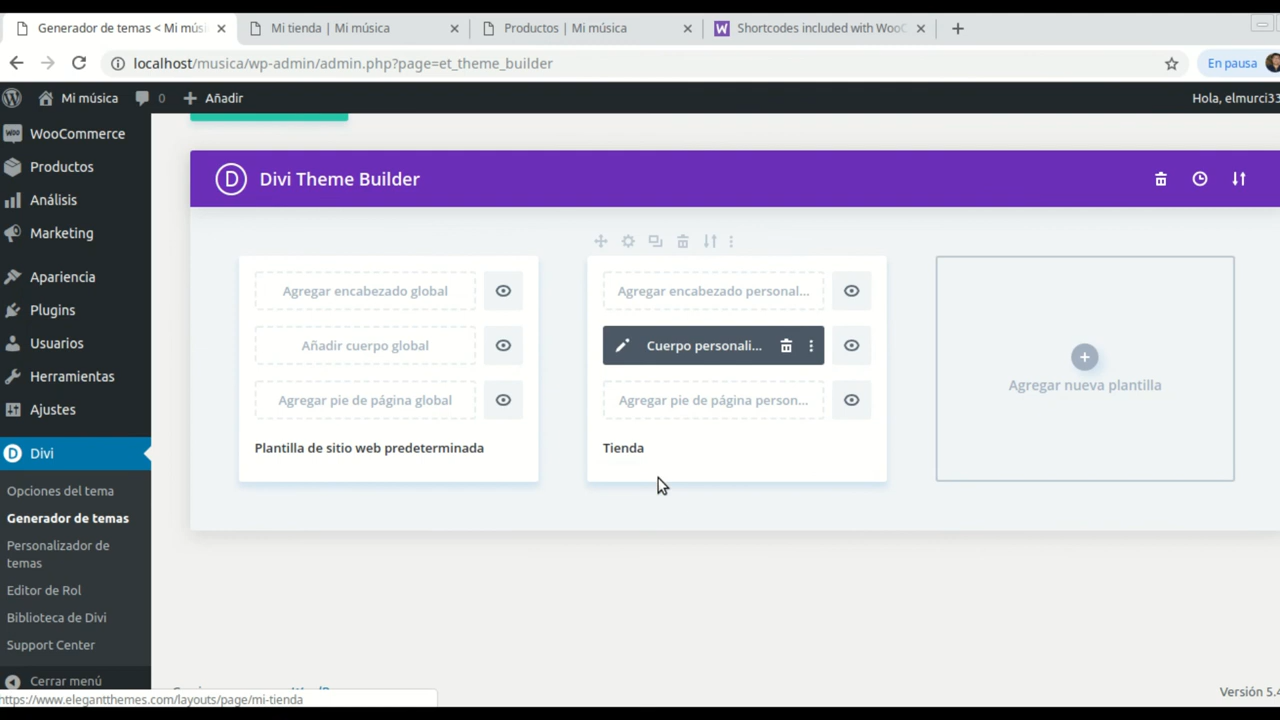 Generador de temas < Mi músi
Mi tienda | Mi música
Productos | Mi música
Shortcodes included with WooC
localhost/musica/wp-admin/admin.php?page=et_theme_builder
En pausa
Mi música
0
Añadir
Hola, elmurci33
WooCommerce
Productos
Análisis
Marketing
Apariencia
Plugins
Usuarios
Herramientas
Ajustes
Divi
Opciones del tema
Generador de temas
Personalizador de
temas
Editor de Rol
Biblioteca de Divi
Support Center
Cerrar menú
D
Divi Theme Builder
Agregar encabezado global
Añadir cuerpo global
Agregar pie de página global
Plantilla de sitio web predeterminada
Agregar encabezado personal...
Cuerpo personali...
Agregar pie de página person...
Tienda
Agregar nueva plantilla
https://www.elegantthemes.com/layouts/page/mi-tienda
Versión 5.4